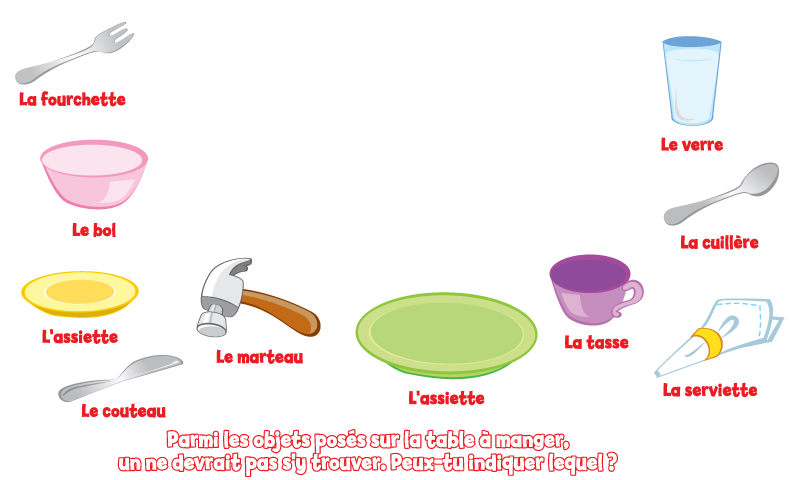 La fourchette
Le verre
Le bol
La cuillère
L'assiette
Le marteau
La tasse
La serviette
L'assiette
Le couteau
Parmi les objets posés sur la table à manger,
un ne devrait pas s'y trouver. Peux-tu indiquer lequel ?